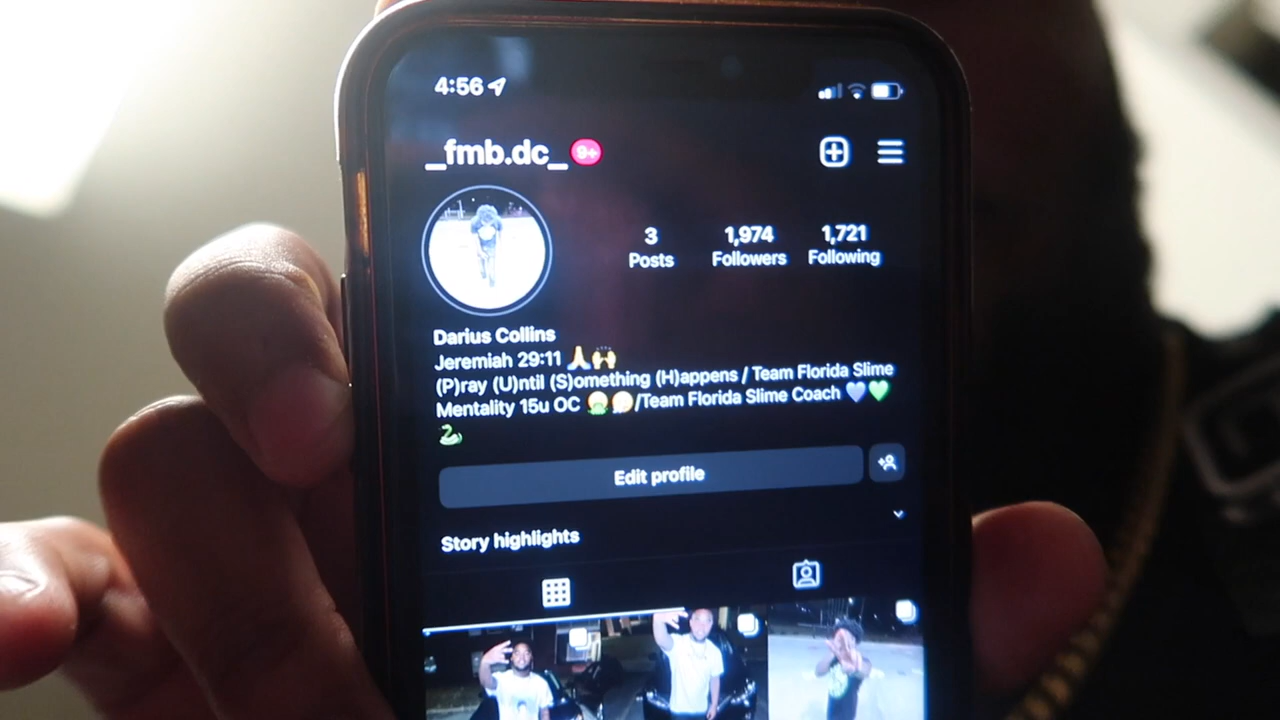 4:56
_fmb.dc_ 9+
3 1,974 1,721
Posts Followers Following
Darius Collins
Jeremiah 29:11 🙏🙌
(P)ray (U)ntil (S)omething (H)appens / Team Florida Slime
Mentality 15u OC /Team Florida Slime Coach 💜💚
🐍
Edit profile
Story highlights